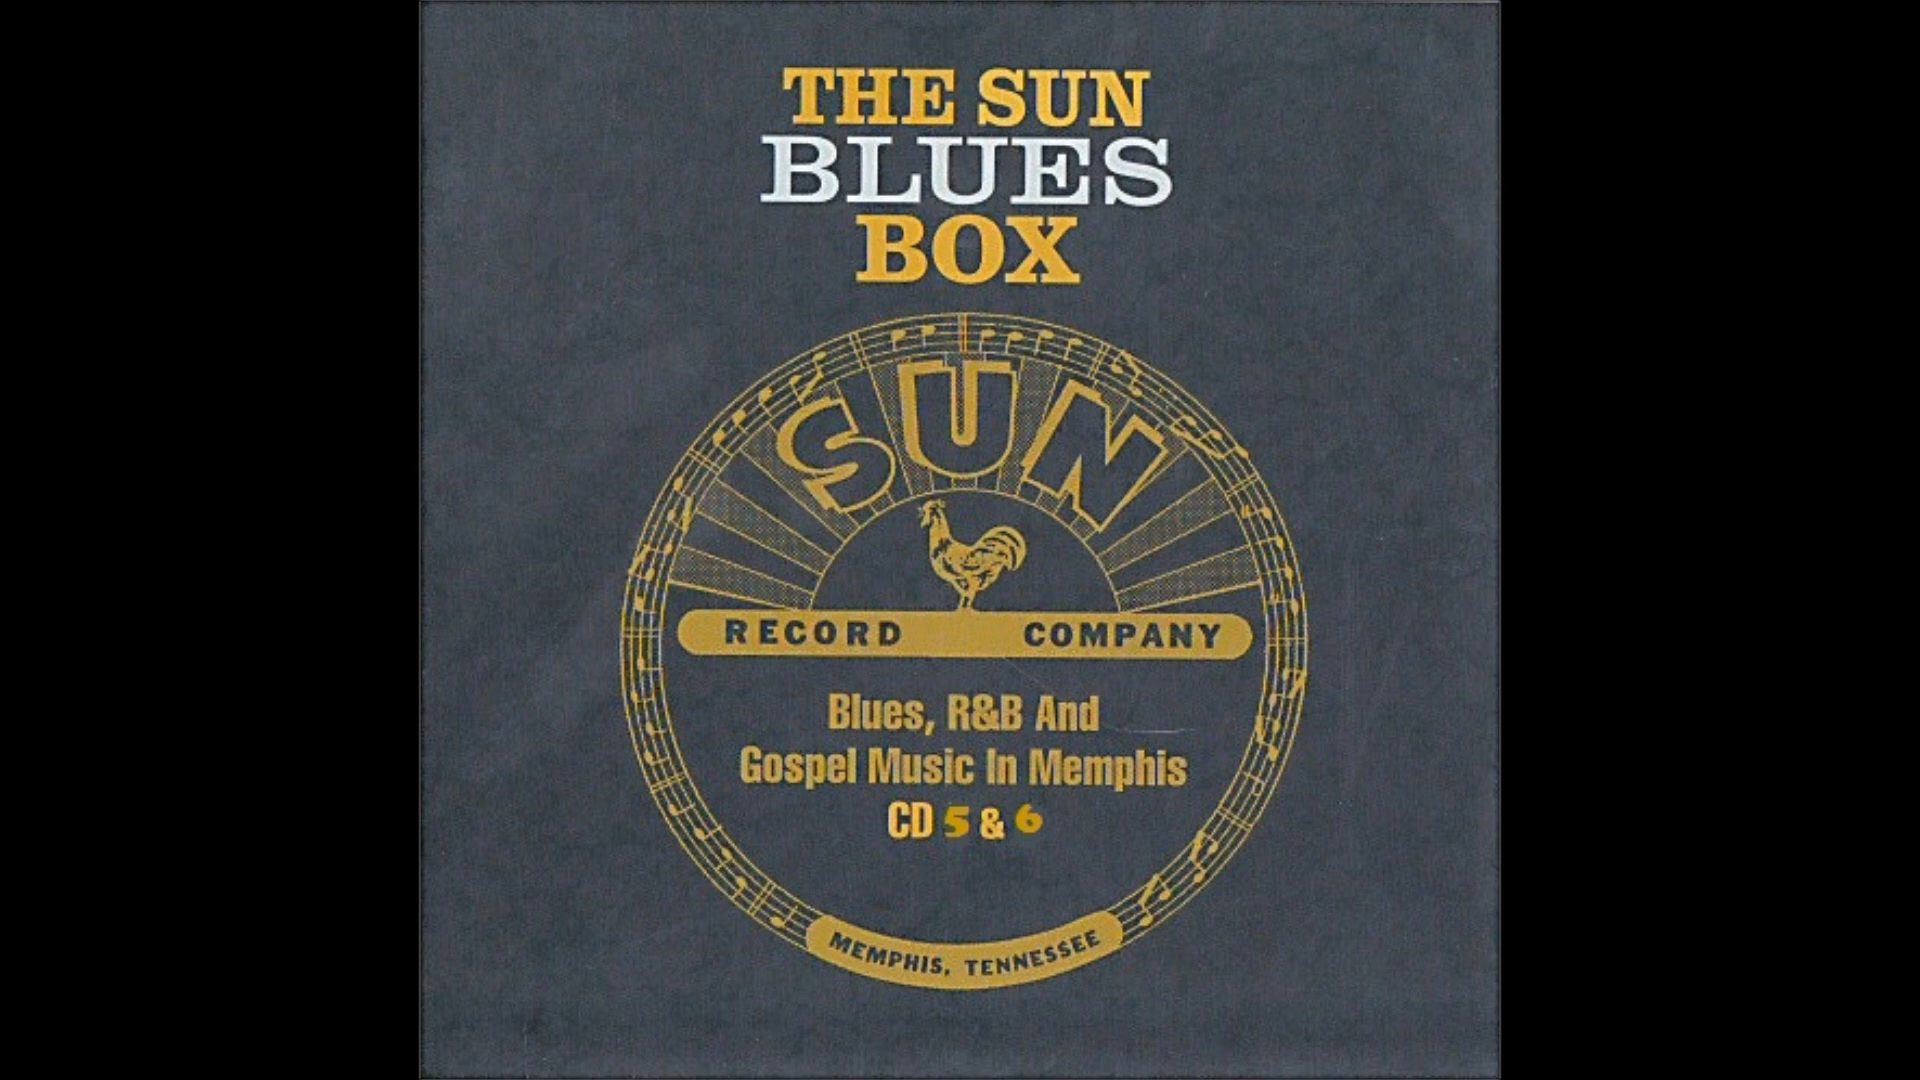 THE SUN
BLUES
BOX
SUN
RECORD COMPANY
Blues, R&B And
Gospel Music In Memphis
CD 5 & 6
MEMPHIS, TENNESSEE